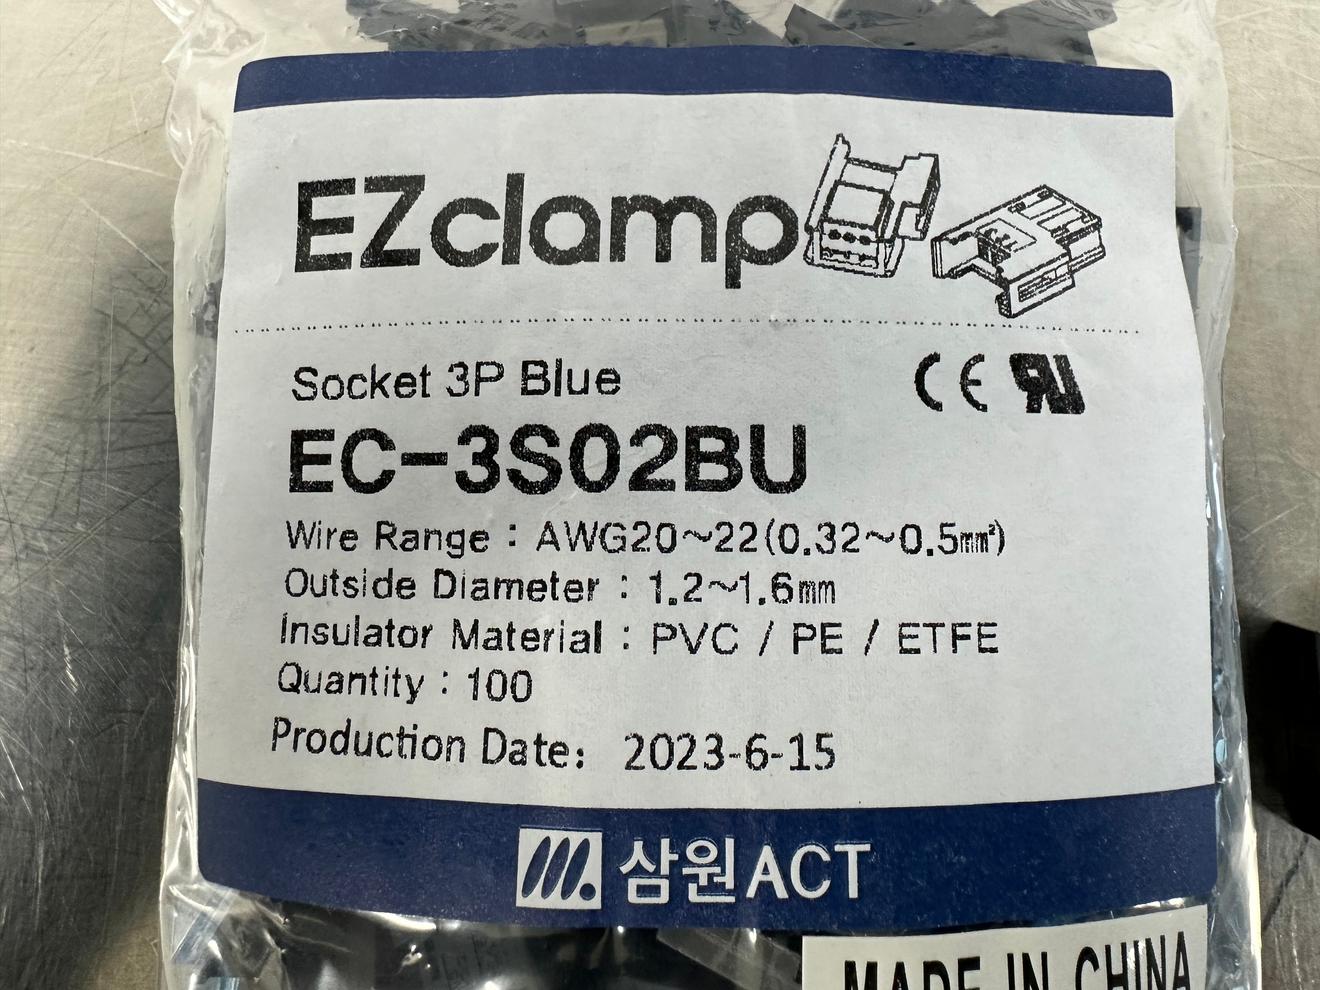 EZclamp
Socket 3P Blue
CE
EC-3S02BU
Wire Range : AWG20~22(0.32~0.5㎟)
Outside Diameter : 1.2~1.6㎜
Insulator Material : PVC / PE / ETFE
Quantity : 100
Production Date: 2023-6-15
삼원ACT
MADE IN CHINA